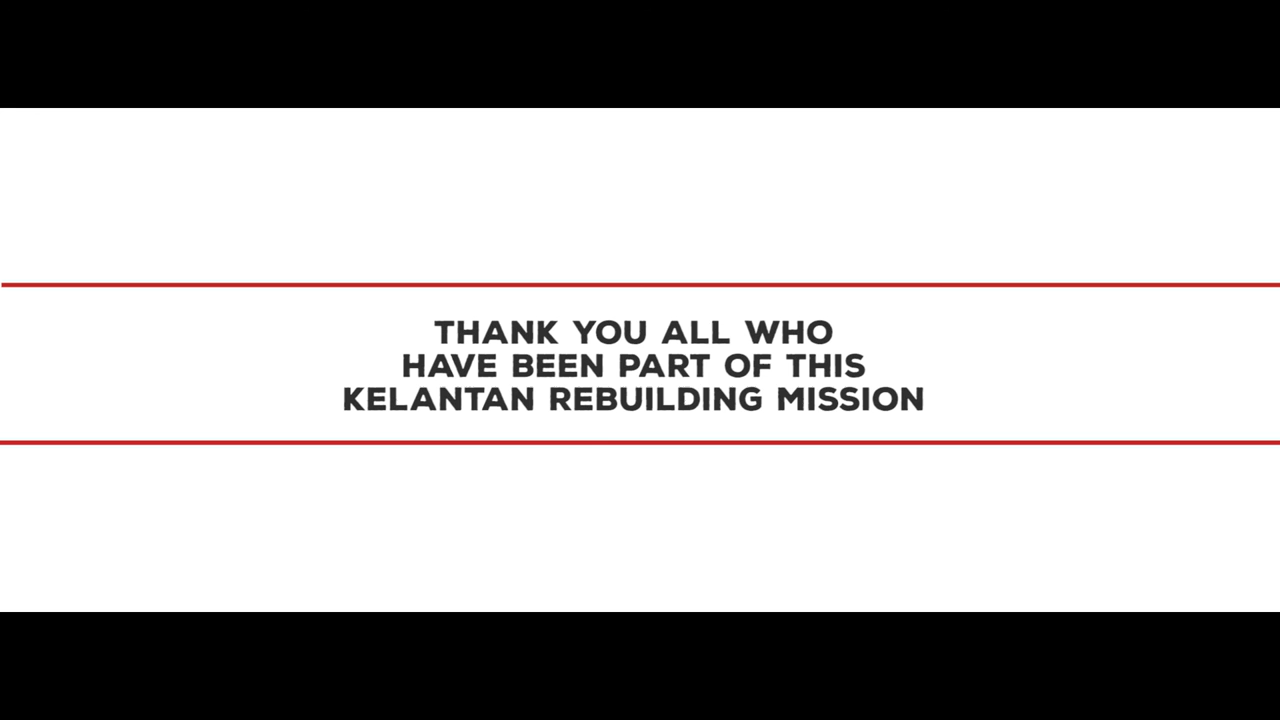 THANK YOU ALL WHO
HAVE BEEN PART OF THIS
KELANTAN REBUILDING MISSION